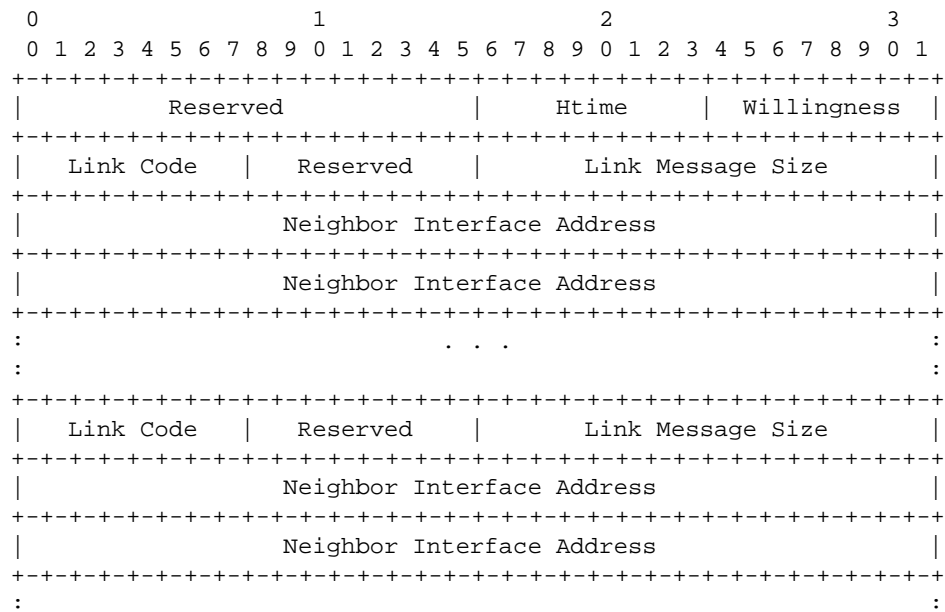 0                   1                   2                   3
 0 1 2 3 4 5 6 7 8 9 0 1 2 3 4 5 6 7 8 9 0 1 2 3 4 5 6 7 8 9 0 1
+-+-+-+-+-+-+-+-+-+-+-+-+-+-+-+-+-+-+-+-+-+-+-+-+-+-+-+-+-+-+-+-+
|          Reserved             |     Htime     |  Willingness  |
+-+-+-+-+-+-+-+-+-+-+-+-+-+-+-+-+-+-+-+-+-+-+-+-+-+-+-+-+-+-+-+-+
|   Link Code   |   Reserved    |       Link Message Size       |
+-+-+-+-+-+-+-+-+-+-+-+-+-+-+-+-+-+-+-+-+-+-+-+-+-+-+-+-+-+-+-+-+
|                  Neighbor Interface Address                   |
+-+-+-+-+-+-+-+-+-+-+-+-+-+-+-+-+-+-+-+-+-+-+-+-+-+-+-+-+-+-+-+-+
|                  Neighbor Interface Address                   |
+-+-+-+-+-+-+-+-+-+-+-+-+-+-+-+-+-+-+-+-+-+-+-+-+-+-+-+-+-+-+-+-+
:                             . . .                             :
:                                                               :
+-+-+-+-+-+-+-+-+-+-+-+-+-+-+-+-+-+-+-+-+-+-+-+-+-+-+-+-+-+-+-+-+
|   Link Code   |   Reserved    |       Link Message Size       |
+-+-+-+-+-+-+-+-+-+-+-+-+-+-+-+-+-+-+-+-+-+-+-+-+-+-+-+-+-+-+-+-+
|                  Neighbor Interface Address                   |
+-+-+-+-+-+-+-+-+-+-+-+-+-+-+-+-+-+-+-+-+-+-+-+-+-+-+-+-+-+-+-+-+
|                  Neighbor Interface Address                   |
+-+-+-+-+-+-+-+-+-+-+-+-+-+-+-+-+-+-+-+-+-+-+-+-+-+-+-+-+-+-+-+-+
:                                                               :